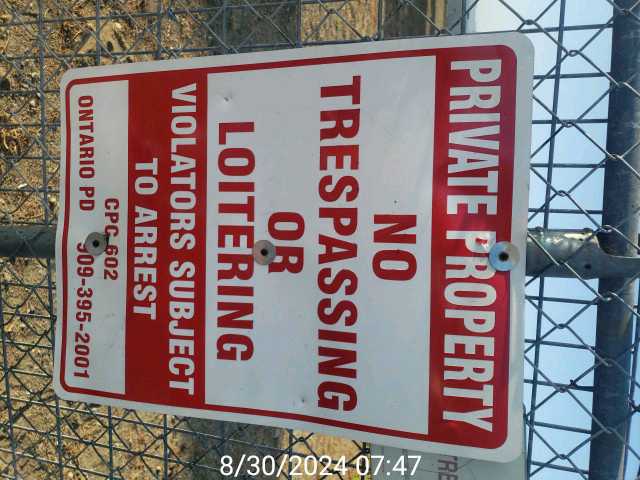 PRIVATE PROPERTY
NO
TRESPASSING
OR
LOITERING
VIOLATORS SUBJECT
TO ARREST
CPC 602
ONTARIO PD 909-395-2001
8/30/2024 07:47